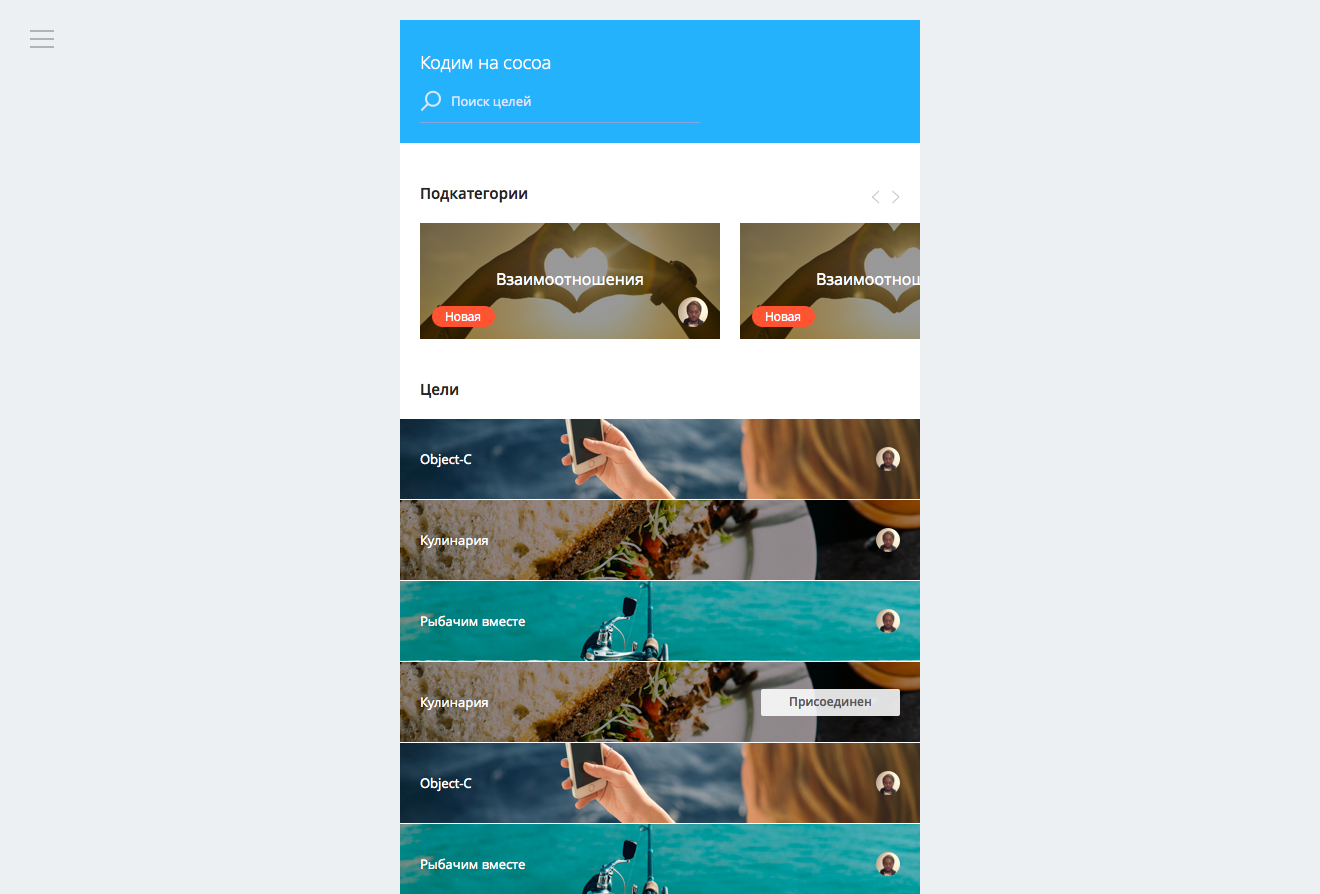 Кодим на cocoa
Поиск целей
Подкатегории
Взаимоотношения
Новая
Взаимоотнош
Новая
Цели
Object-C
Кулинария
Рыбачим вместе
Кулинария
Присоединен
Object-C
Рыбачим вместе